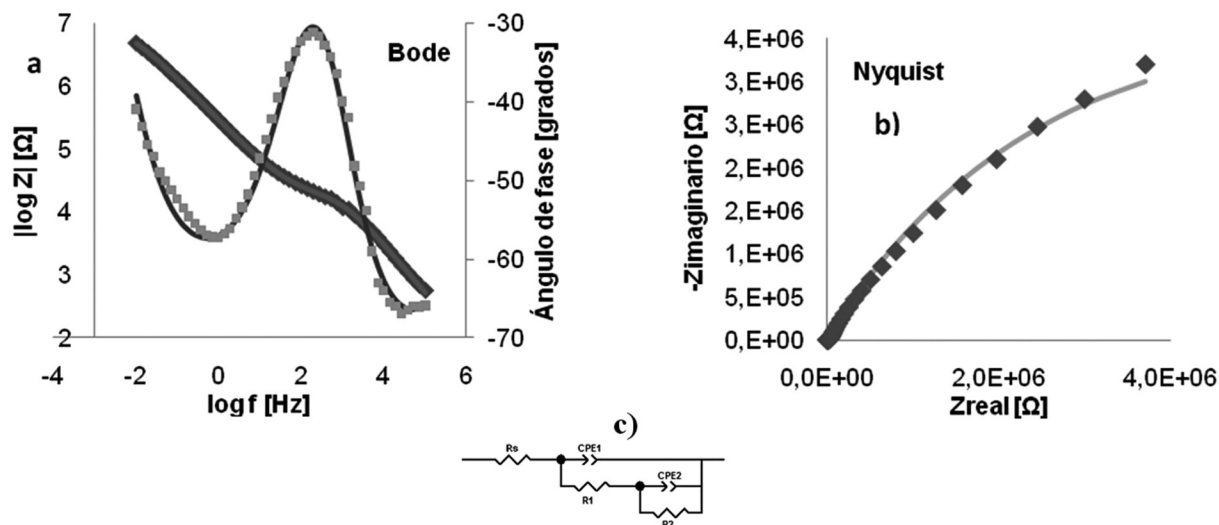 a
Bode
|log Z| [Ω]
7
6
5
4
3
2
-30
-40
-50
-60
-70
Ángulo de fase [grados]
-4
-2
0
2
4
6
log f [Hz]
Nyquist
b)
-Zimaginario [Ω]
4,E+06
3,E+06
3,E+06
2,E+06
2,E+06
1,E+06
5,E+05
0,E+00
0,0E+00
2,0E+06
4,0E+06
Zreal [Ω]
c)
Rs
CPE1
R1
CPE2
R2